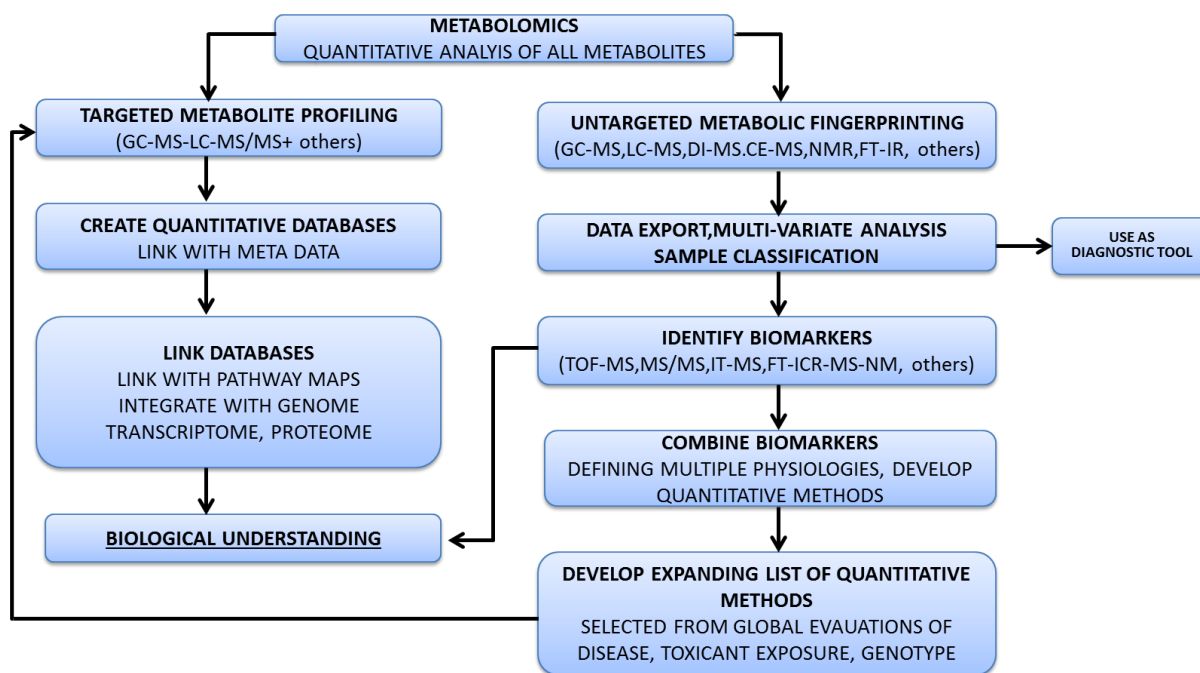 METABOLOMICS
QUANTITATIVE ANALYIS OF ALL METABOLITES
TARGETED METABOLITE PROFILING
(GC-MS-LC-MS/MS+ others)
CREATE QUANTITATIVE DATABASES
LINK WITH META DATA
LINK DATABASES
LINK WITH PATHWAY MAPS
INTEGRATE WITH GENOME
TRANSCRIPTOME, PROTEOME
BIOLOGICAL UNDERSTANDING
UNTARGETED METABOLIC FINGERPRINTING
(GC-MS,LC-MS,DI-MS.CE-MS,NMR,FT-IR, others)
DATA EXPORT,MULTI-VARIATE ANALYSIS
SAMPLE CLASSIFICATION
USE AS
DIAGNOSTIC TOOL
IDENTIFY BIOMARKERS
(TOF-MS,MS/MS,IT-MS,FT-ICR-MS-NM, others)
COMBINE BIOMARKERS
DEFINING MULTIPLE PHYSIOLOGIES, DEVELOP
QUANTITATIVE METHODS
DEVELOP EXPANDING LIST OF QUANTITATIVE
METHODS
SELECTED FROM GLOBAL EVAUATIONS OF
DISEASE, TOXICANT EXPOSURE, GENOTYPE